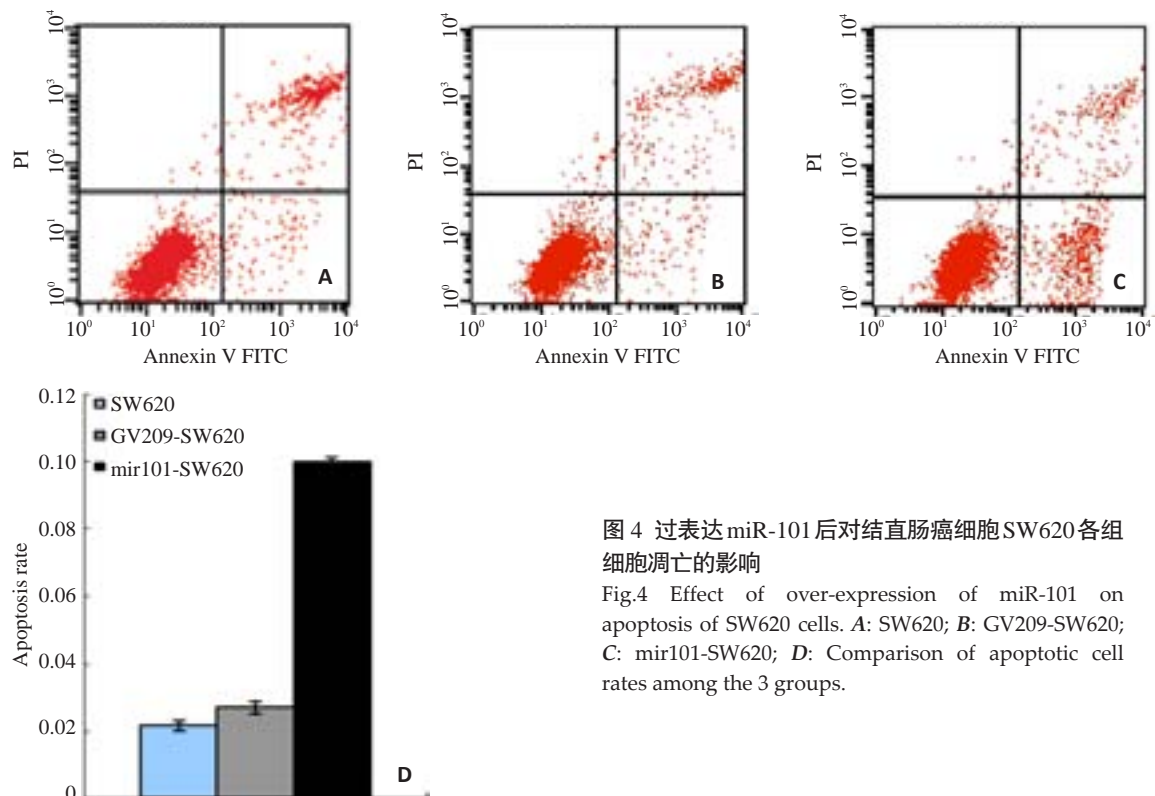 PI
10⁴
10³
10²
10¹
10⁰
A
10⁰ 10¹ 10² 10³ 10⁴
Annexin V FITC
PI
10⁴
10³
10²
10¹
10⁰
B
10⁰ 10¹ 10² 10³ 10⁴
Annexin V FITC
PI
10⁴
10³
10²
10¹
10⁰
C
10⁰ 10¹ 10² 10³ 10⁴
Annexin V FITC
Apoptosis rate
0.12
0.10
0.08
0.06
0.04
0.02
0
SW620
GV209-SW620
mir101-SW620
D
图 4 过表达miR-101后对结直肠癌细胞SW620各组
细胞凋亡的影响
Fig.4 Effect of over-expression of miR-101 on
apoptosis of SW620 cells. A: SW620; B: GV209-SW620;
C: mir101-SW620; D: Comparison of apoptotic cell
rates among the 3 groups.